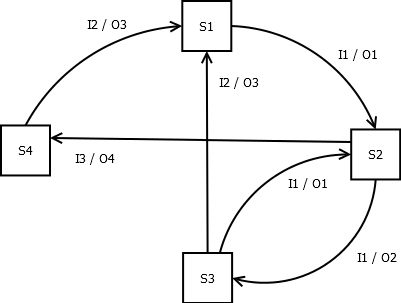 I2 / O3
S1
I1 / O1
I2 / O3
S4
I3 / O4
S2
I1 / O1
I1 / O2
S3